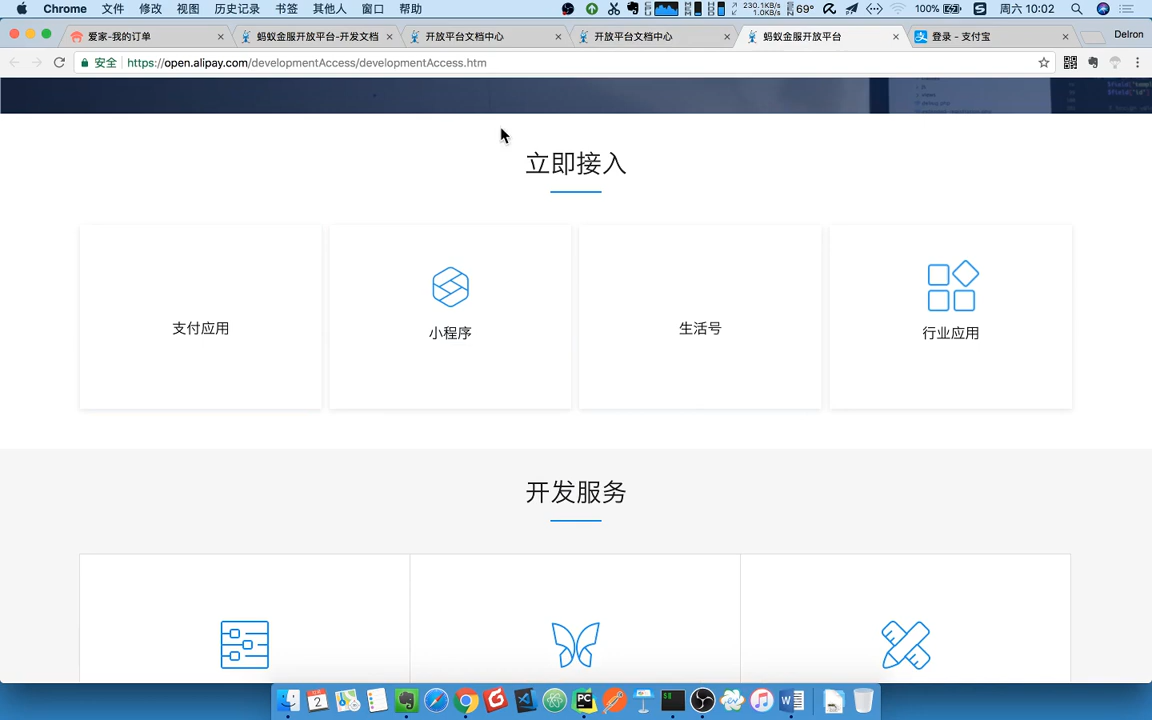 Chrome 文件 修改 视图 历史记录 书签 其他人 窗口 帮助 230.1KB/s 1.0KB/s 69° 100% 周六 10:02
爱家-我的订单 蚂蚁金服开放平台-开发文档 开放平台文档中心 开放平台文档中心 蚂蚁金服开放平台 登录 - 支付宝 Delron
安全 https://open.alipay.com/developmentAccess/developmentAccess.htm
立即接入
支付应用 小程序 生活号 行业应用
开发服务